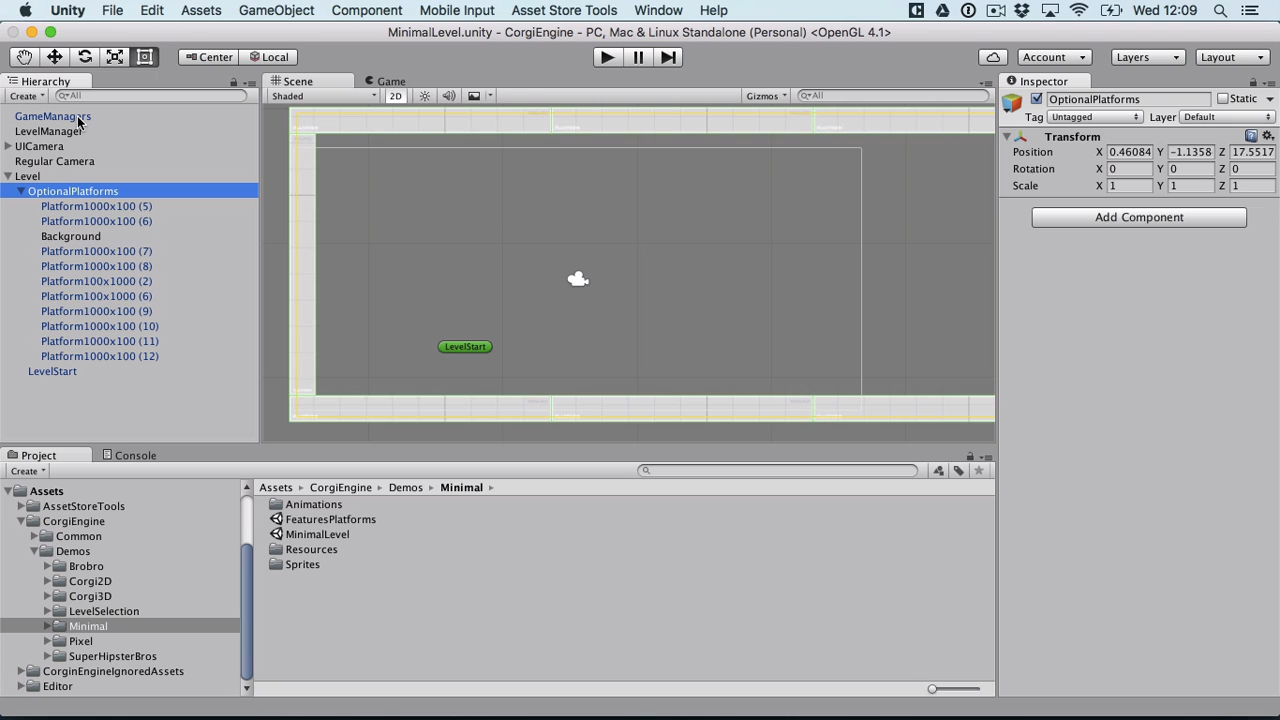 Unity File Edit Assets GameObject Component Mobile Input Asset Store Tools Window Help Wed 12:09
MinimalLevel.unity - CorgiEngine - PC, Mac & Linux Standalone (Personal) <OpenGL 4.1>
Center Local Account Layers Layout
Hierarchy Scene Game Inspector
Create All Shaded 2D Gizmos All
OptionalPlatforms Static
Tag Untagged Layer Default
GameManagers
LevelManager
UICamera
Regular Camera
Level
OptionalPlatforms
Platform1000x100 (5)
Platform1000x100 (6)
Background
Platform1000x100 (7)
Platform1000x100 (8)
Platform100x1000 (2)
Platform100x1000 (6)
Platform1000x100 (9)
Platform1000x100 (10)
Platform1000x100 (11)
Platform1000x100 (12)
LevelStart
LevelStart
Transform
Position X 0.46084 Y -1.1358 Z 17.5517
Rotation X 0 Y 0 Z 0
Scale X 1 Y 1 Z 1
Add Component
Project Console
Create
Assets
AssetStoreTools
CorgiEngine
Common
Demos
Brobro
Corgi2D
Corgi3D
LevelSelection
Minimal
Pixel
SuperHipsterBros
CorginEngineIgnoredAssets
Editor
Assets CorgiEngine Demos Minimal
Animations
FeaturesPlatforms
MinimalLevel
Resources
Sprites